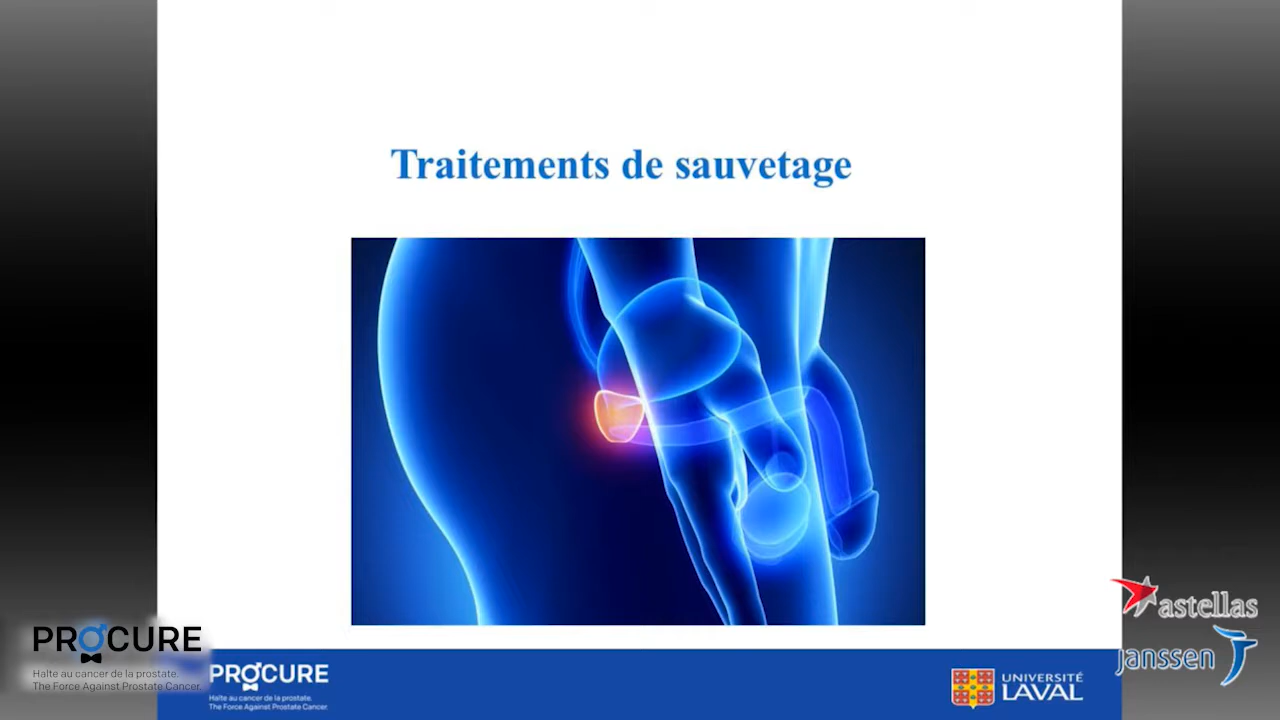 Traitements de sauvetage
PROCURE
Halte au cancer de la prostate.
The Force Against Prostate Cancer.
PROCURE
Halte au cancer de la prostate.
The Force Against Prostate Cancer.
UNIVERSITÉ
LAVAL
astellas
janssen